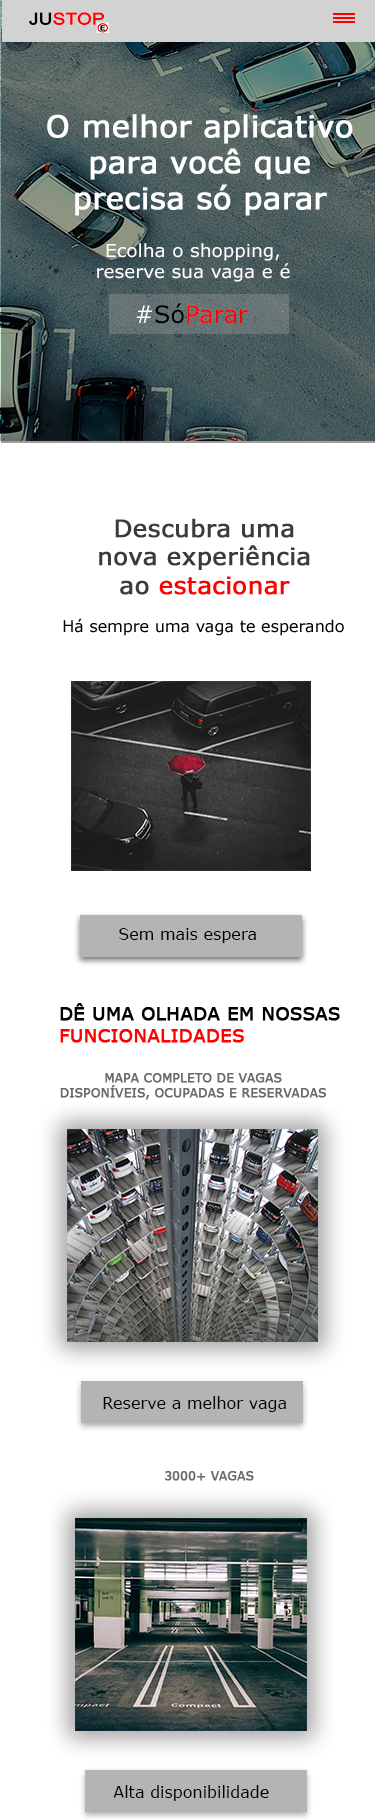 JUSTOP
E
O melhor aplicativo
para você que
precisa só parar
Ecolha o shopping,
reserve sua vaga e é
#SóParar
Descubra uma
nova experiência
ao estacionar
Há sempre uma vaga te esperando
Sem mais espera
DÊ UMA OLHADA EM NOSSAS
FUNCIONALIDADES
MAPA COMPLETO DE VAGAS
DISPONÍVEIS, OCUPADAS E RESERVADAS
Reserve a melhor vaga
3000+ VAGAS
Compact
Alta disponibilidade